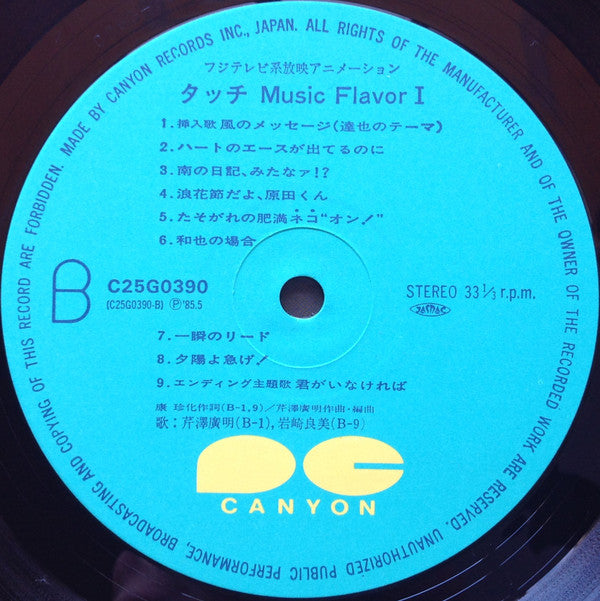 MADE BY CANYON RECORDS INC., JAPAN. ALL RIGHTS OF THE MANUFACTURER AND OF THE OWNER OF THE RECORDED WORK ARE RESERVED. UNAUTHORIZED PUBLIC PERFORMANCE, BROADCASTING AND COPYING OF THIS RECORD ARE FORBIDDEN.
フジテレビ系放映アニメーション
タッチ Music Flavor I
1. 挿入歌 風のメッセージ(達也のテーマ)
2. ハートのエースが出てるのに
3. 南の日記、みたなァ!?
4. 浪花節だよ、原田くん
5. たそがれの肥満ネコ“オン!”
6. 和也の場合
B
C25G0390
(C25G0390-B) Ⓟ'85.5
STEREO 33⅓ r.p.m.
7. 一瞬のリード
8. 夕陽よ急げ!
9. エンディング主題歌 君がいなければ
康 珍化作詞(B-1,9)/芹澤廣明作曲・編曲
歌:芹澤廣明(B-1), 岩崎良美(B-9)
CANYON